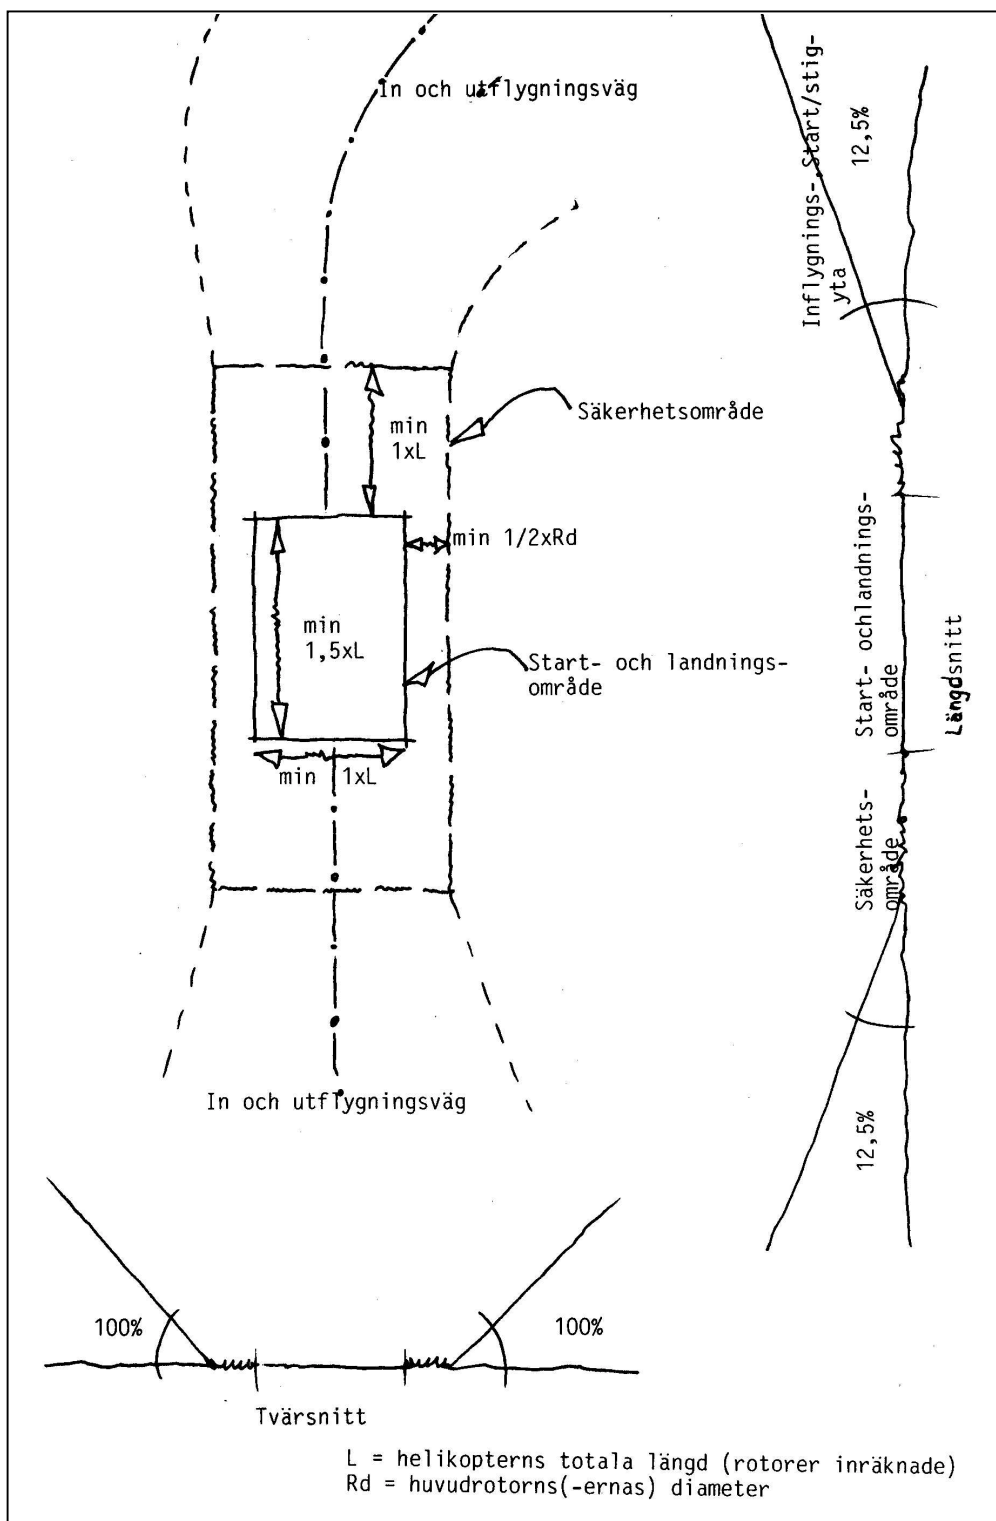 In och utflygningsväg
Säkerhetsområde
min
1xL
min 1/2xRd
min
1,5xL
Start- och landnings-
område
min 1xL
In och utflygningsväg
Inflygnings- Start/stig-
yta
12,5%
Start- ochlandnings-
område
Längdsnitt
Säkerhets-
område
12,5%
100%
100%
Tvärsnitt
L = helikopterns totala längd (rotorer inräknade)
Rd = huvudrotorns(-ernas) diameter